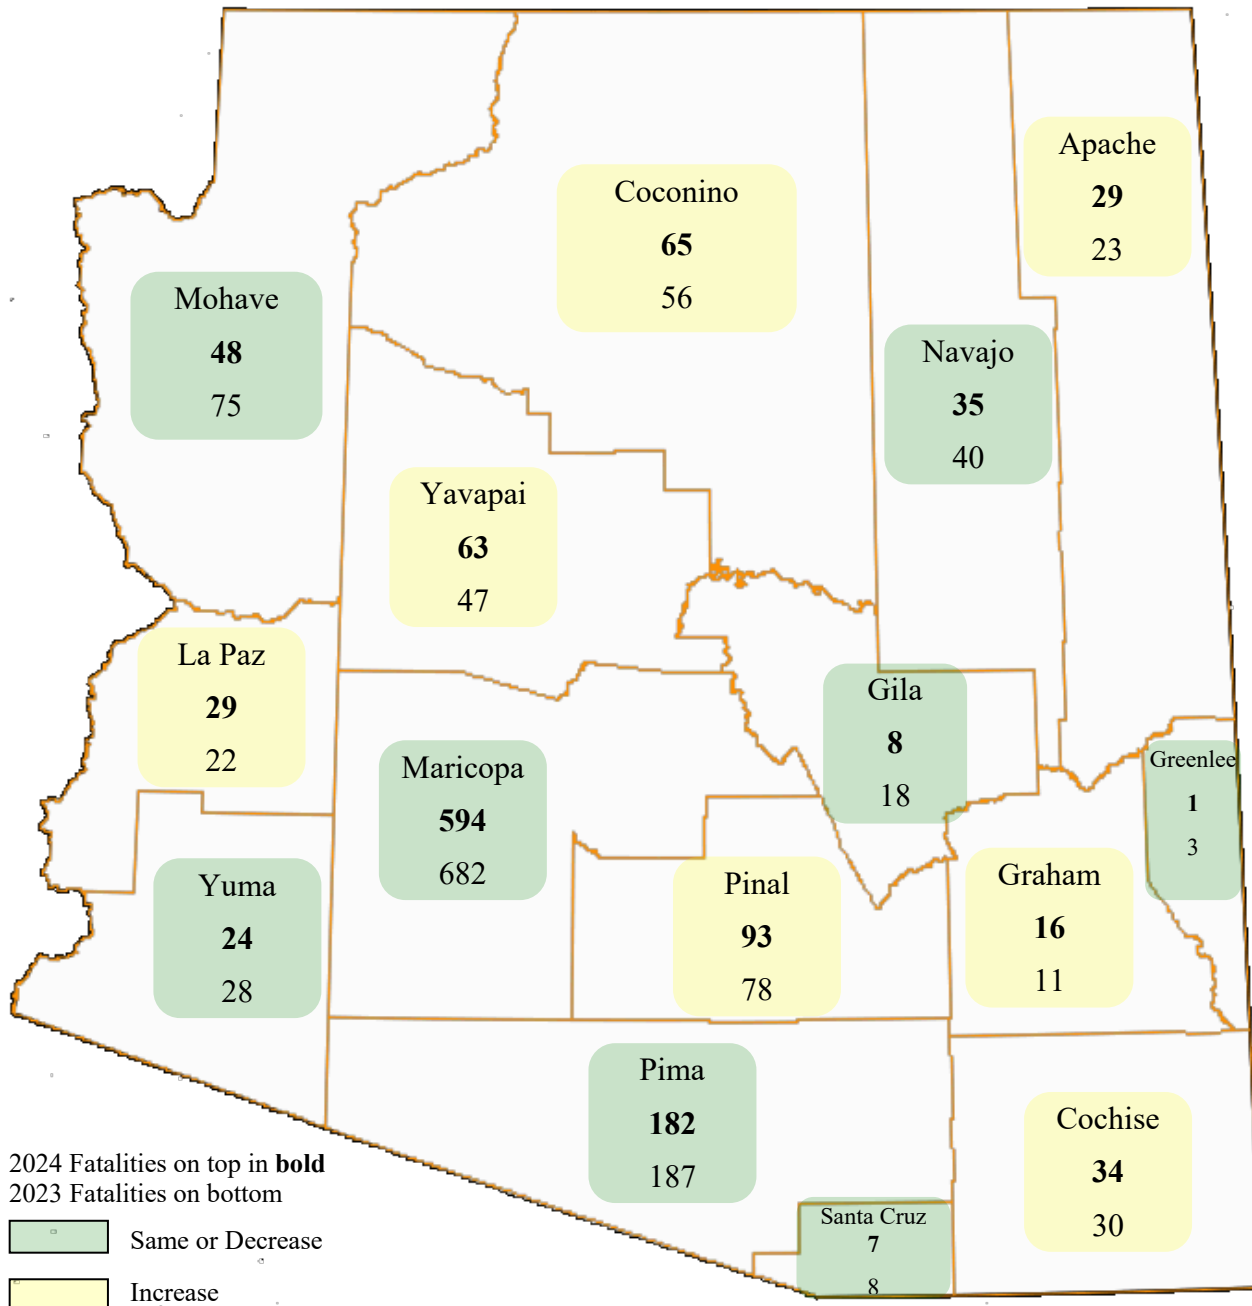 Apache
29
23
Coconino
65
56
Mohave
48
75
Navajo
35
40
Yavapai
63
47
La Paz
29
22
Gila
8
18
Maricopa
594
682
Greenlee
1
3
Yuma
24
28
Pinal
93
78
Graham
16
11
Pima
182
187
Cochise
34
30
Santa Cruz
7
8
2024 Fatalities on top in bold
2023 Fatalities on bottom
Same or Decrease
Increase